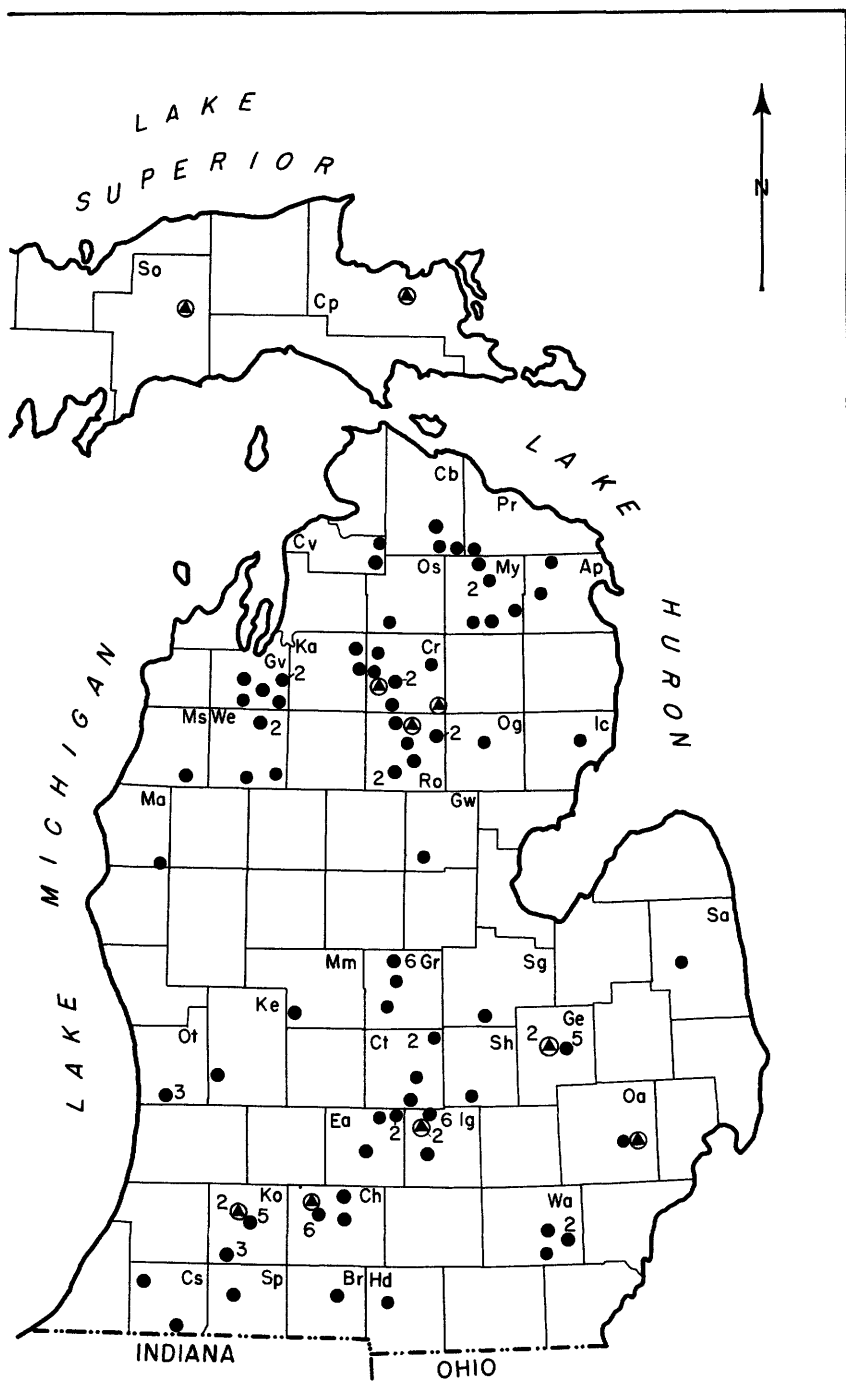 LAKE
SUPERIOR
N
So
Cp
LAKE
HURON
Cb
Pr
Cv
Os
My
Ap
2
Ka
Cr
Gv
2
2
Ms
We
2
2
Og
Ic
2
Ro
LAKE MICHIGAN
Ma
Gw
Sa
Mm
6
Gr
Sg
Ke
Ge
2
5
Ot
Ct
2
Sh
3
Oa
Ea
2
6
Ig
2
Ko
2
5
3
Ch
6
Wa
2
Cs
Sp
Br
Hd
INDIANA
OHIO